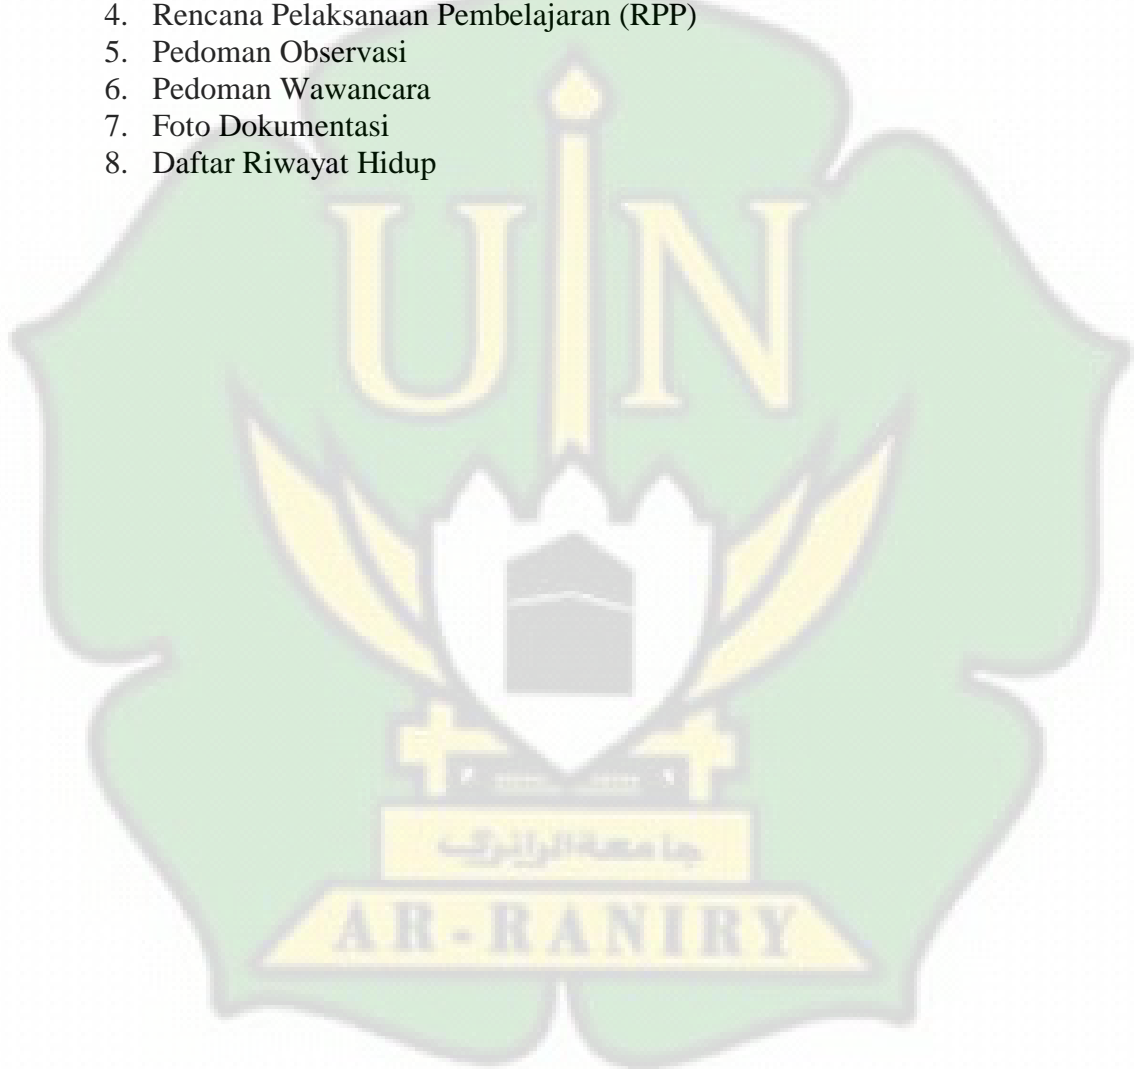 4. Rencana Pelaksanaan Pembelajaran (RPP)
5. Pedoman Observasi
6. Pedoman Wawancara
7. Foto Dokumentasi
8. Daftar Riwayat Hidup
UIN
جامعة الرانري
AR-RANIRY